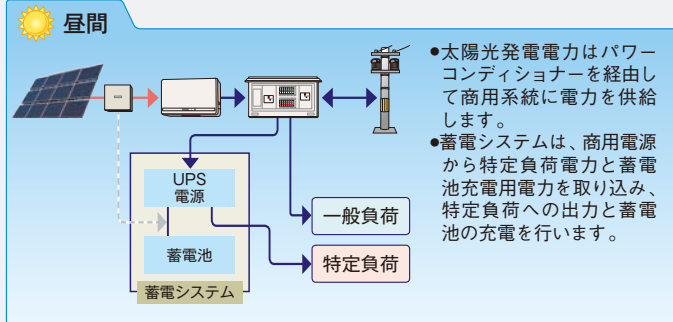 昼間
●太陽光発電電力はパワー
コンディショナーを経由し
て商用系統に電力を供給
します。
●蓄電システムは、商用電源
から特定負荷電力と蓄電
池充電用電力を取り込み、
特定負荷への出力と蓄電
池の充電を行います。
UPS
電源
蓄電池
蓄電システム
一般負荷
特定負荷